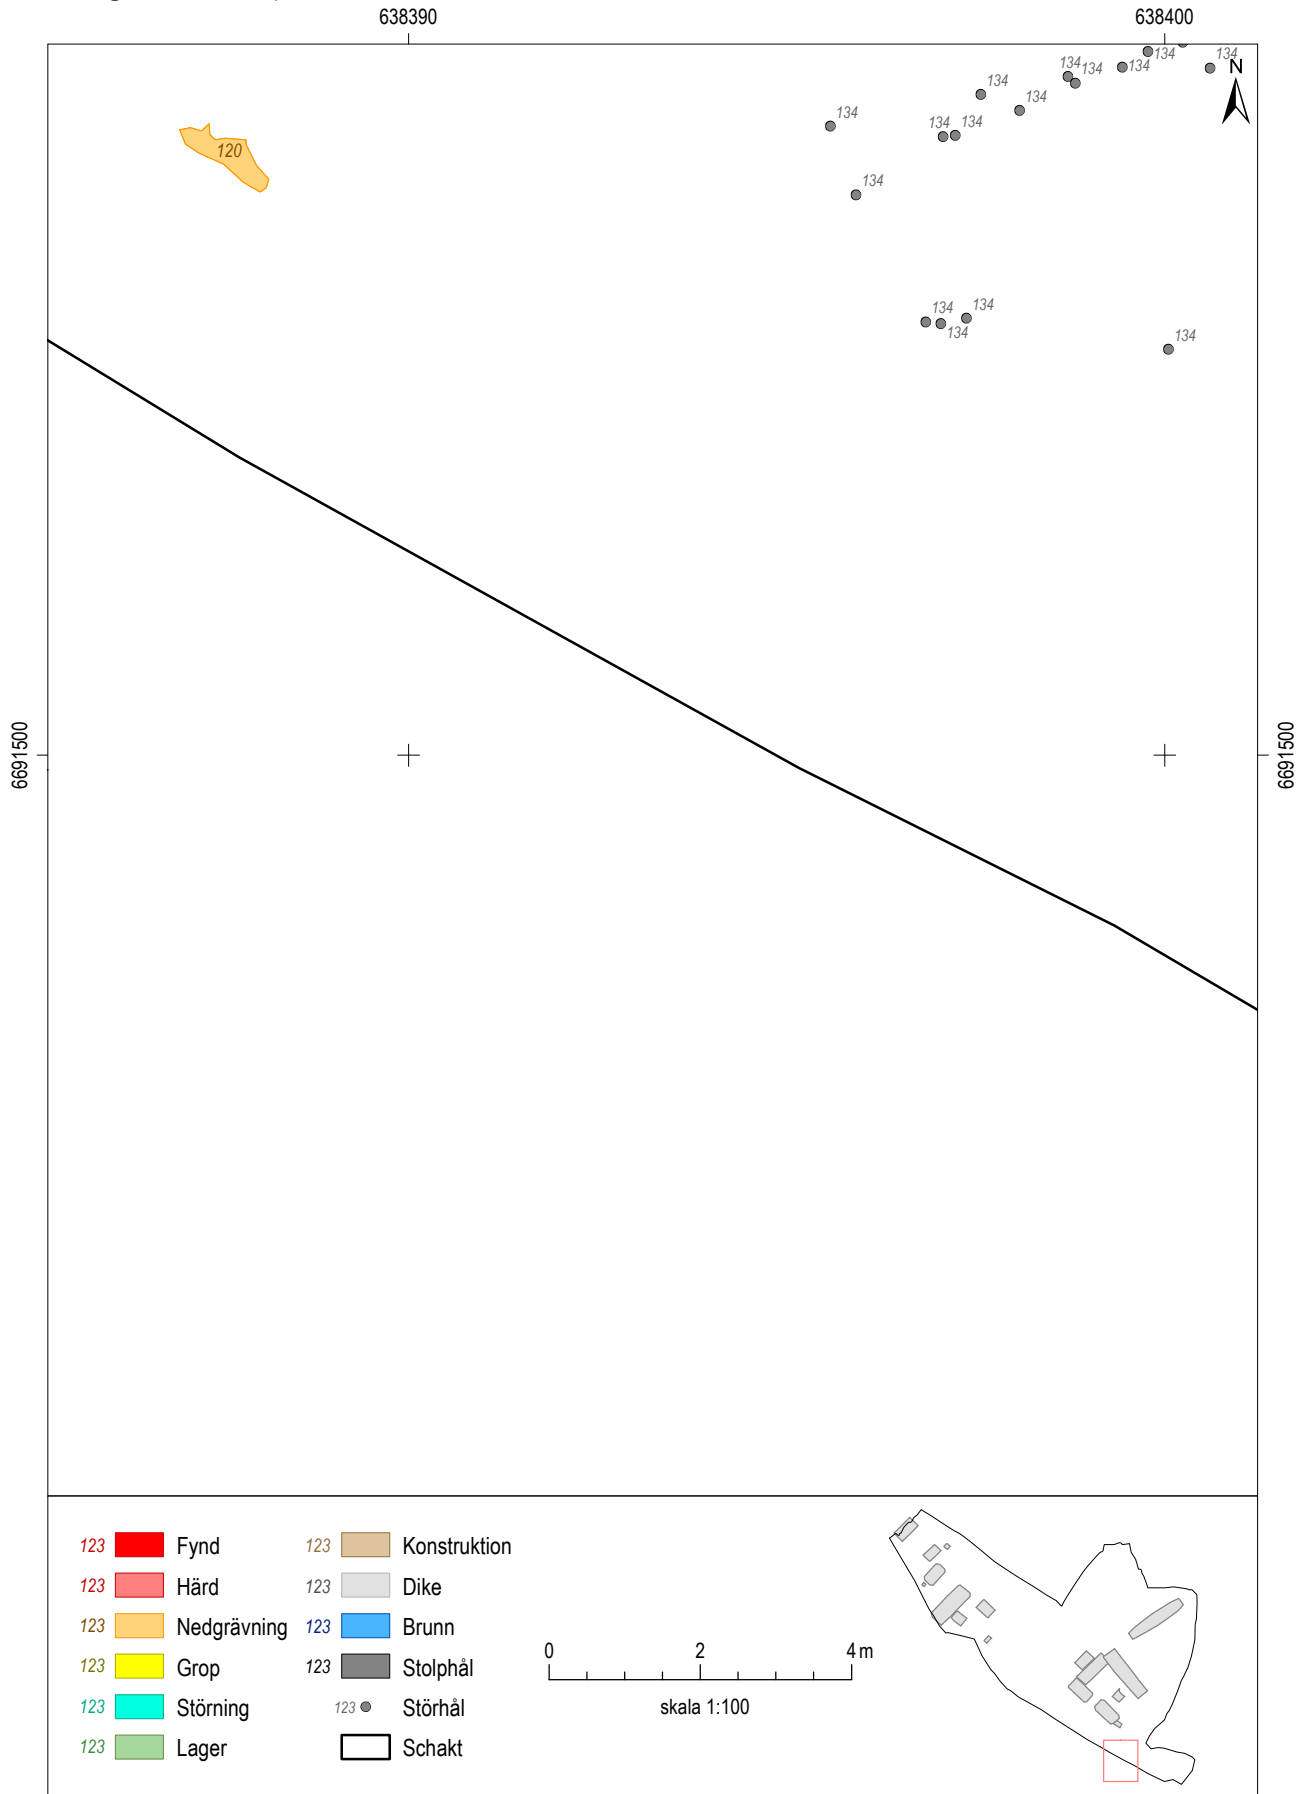 638390 638400
134 134 134 134 134 N
134 134
134 134 134
120
134
134 134
134 134
6691500 6691500
123 Fynd 123 Konstruktion
123 Härd 123 Dike
123 Nedgrävning 123 Brunn
123 Grop 123 Stolphål
123 Störning 123 Störhål
123 Lager Schakt
0 2 4 m
skala 1:100